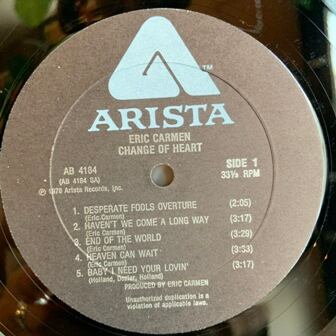 TM
ARISTA
ERIC CARMEN
CHANGE OF HEART
AB 4184
(AB 4184 SA)
℗ 1978 Arista Records, Inc.
SIDE 1
33⅓ RPM
1. DESPERATE FOOLS OVERTURE (2:05)
(Eric Carmen)
2. HAVEN'T WE COME A LONG WAY (3:17)
(Eric Carmen)
3. END OF THE WORLD (3:29)
(Eric Carmen)
4. HEAVEN CAN WAIT (3:53)
(Eric Carmen)
5. BABY I NEED YOUR LOVIN' (3:17)
(Holland, Dozier, Holland)
PRODUCED BY ERIC CARMEN
Unauthorized duplication is a
violation of applicable laws.